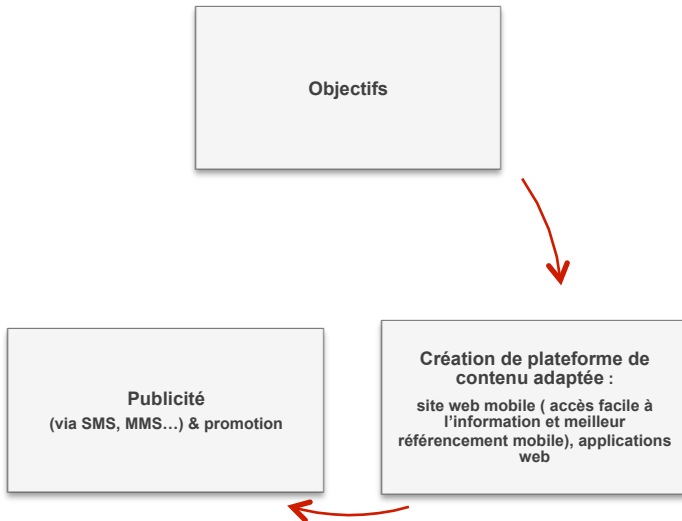 Objectifs
Création de plateforme de
contenu adaptée :
site web mobile ( accès facile à
l’information et meilleur
référencement mobile), applications
web
Publicité
(via SMS, MMS…) & promotion